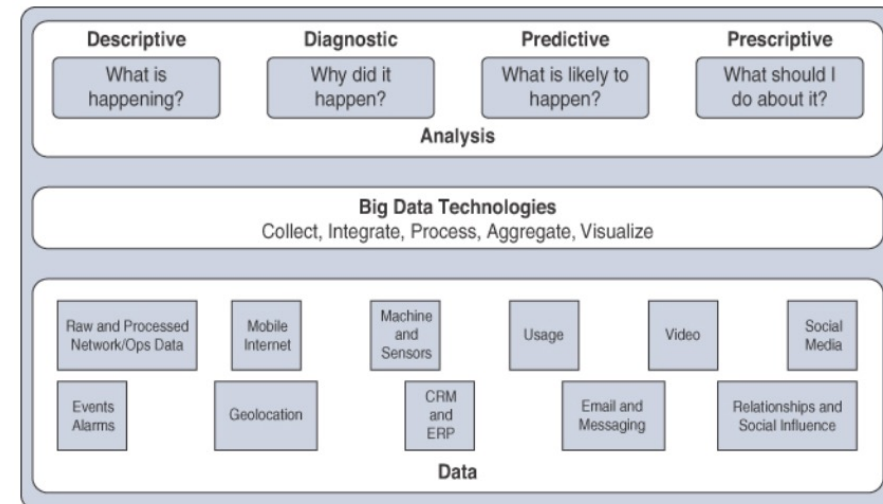 Descriptive
What is
happening?
Diagnostic
Why did it
happen?
Predictive
What is likely to
happen?
Prescriptive
What should I
do about it?
Analysis
Big Data Technologies
Collect, Integrate, Process, Aggregate, Visualize
Raw and Processed
Network/Ops Data
Mobile
Internet
Machine
and
Sensors
Usage
Video
Social
Media
Events
Alarms
Geolocation
CRM
and
ERP
Email and
Messaging
Relationships and
Social Influence
Data